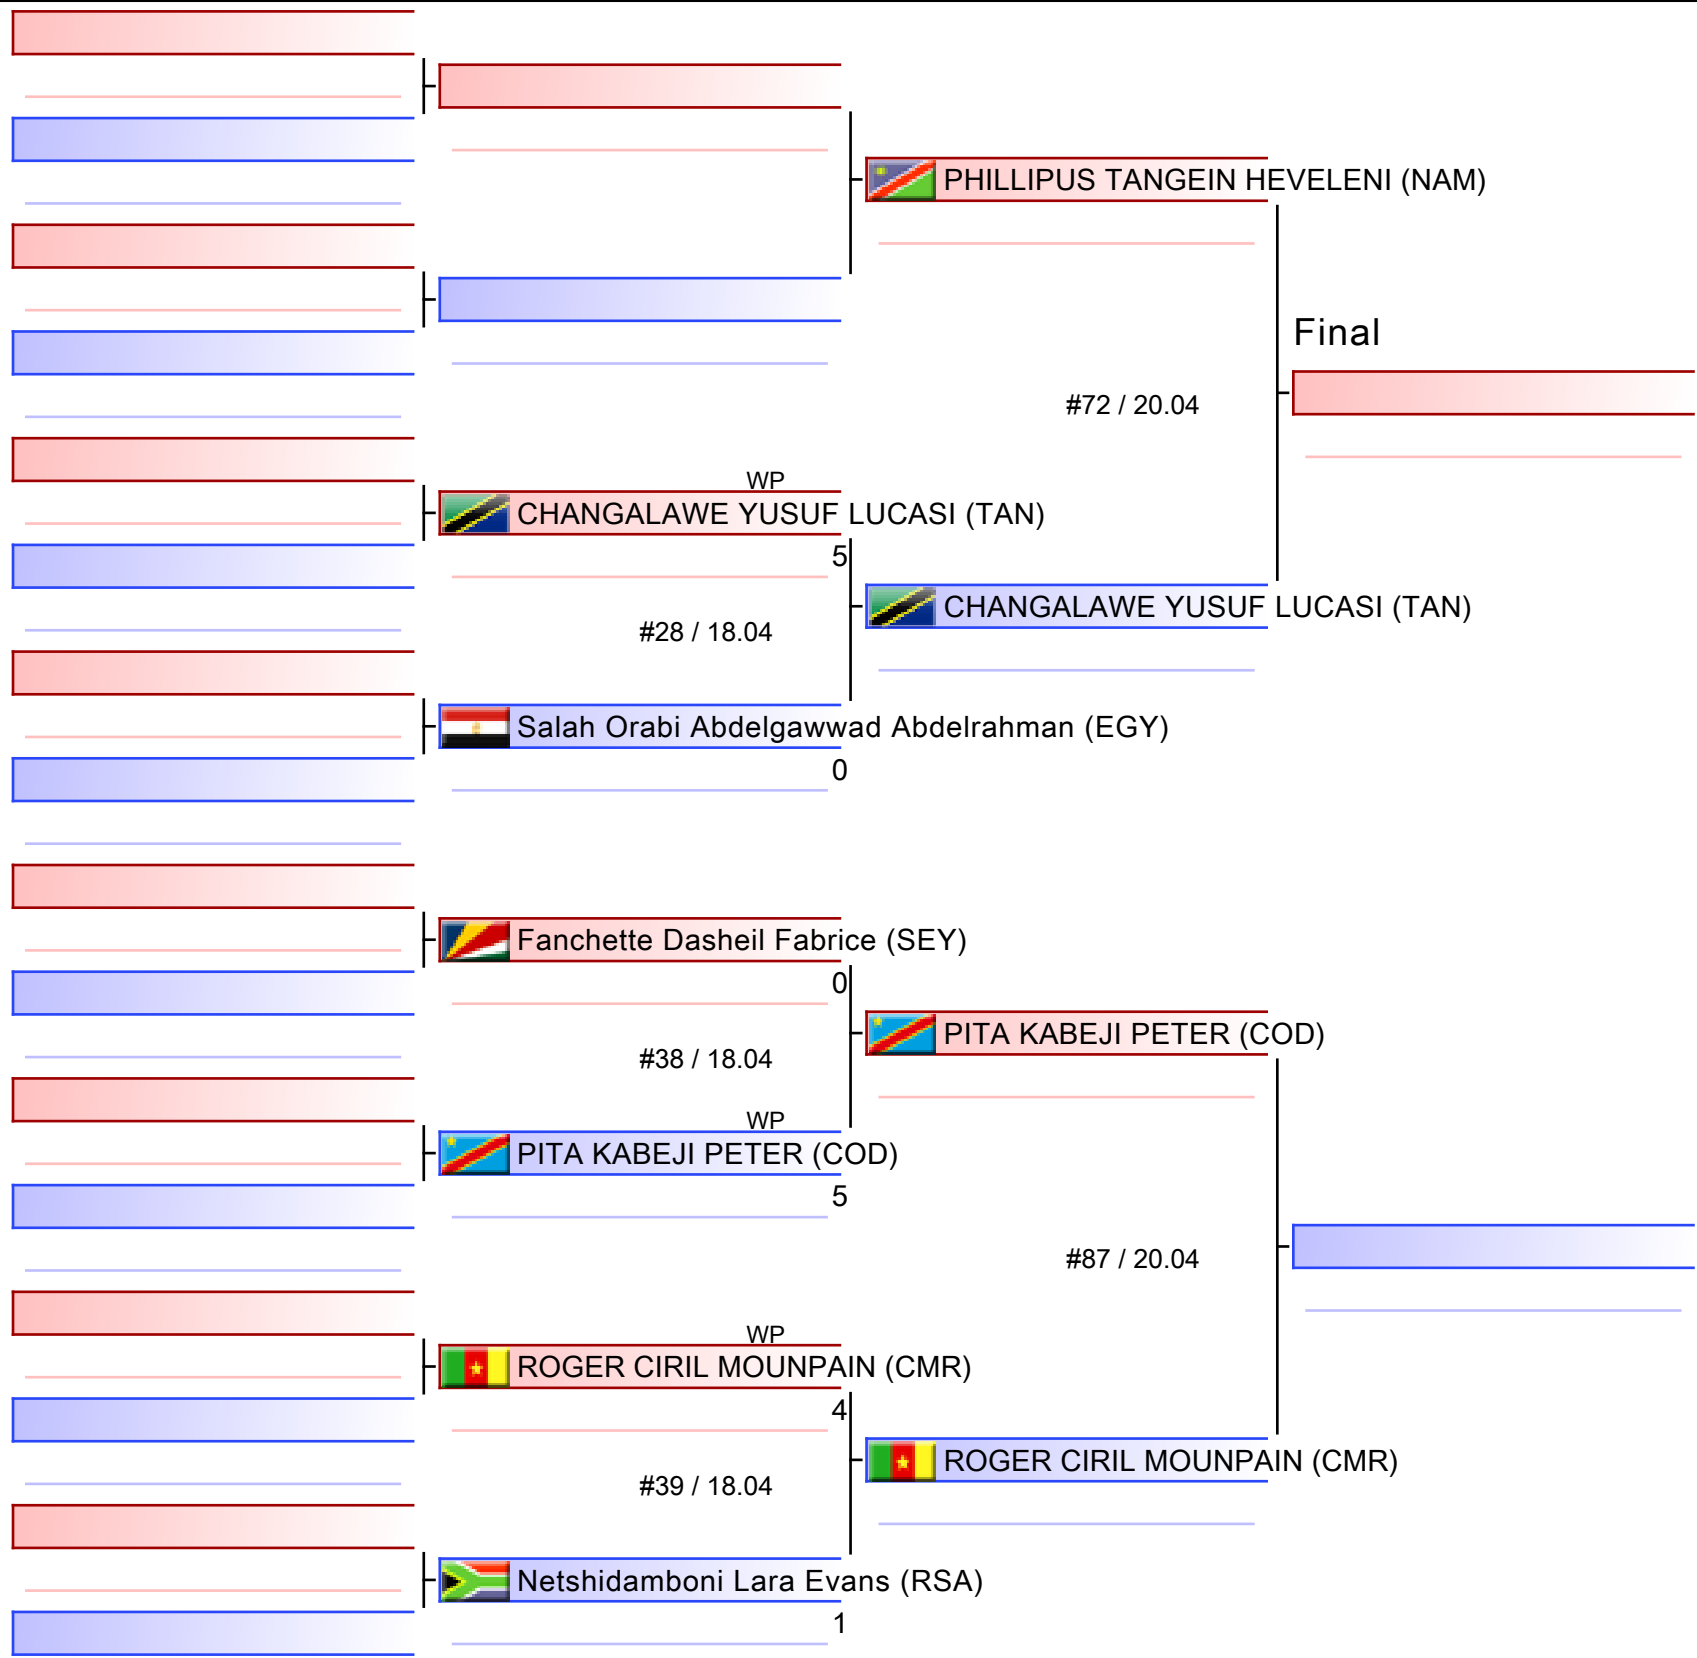 PHILLIPUS TANGEIN HEVELENI (NAM)
Final
#72 / 20.04
WP
CHANGALAWE YUSUF LUCASI (TAN)
5
CHANGALAWE YUSUF LUCASI (TAN)
#28 / 18.04
Salah Orabi Abdelgawwad Abdelrahman (EGY)
0
Fanchette Dasheil Fabrice (SEY)
0
PITA KABEJI PETER (COD)
#38 / 18.04
WP
PITA KABEJI PETER (COD)
5
#87 / 20.04
WP
ROGER CIRIL MOUNPAIN (CMR)
4
ROGER CIRIL MOUNPAIN (CMR)
#39 / 18.04
Netshidamboni Lara Evans (RSA)
1